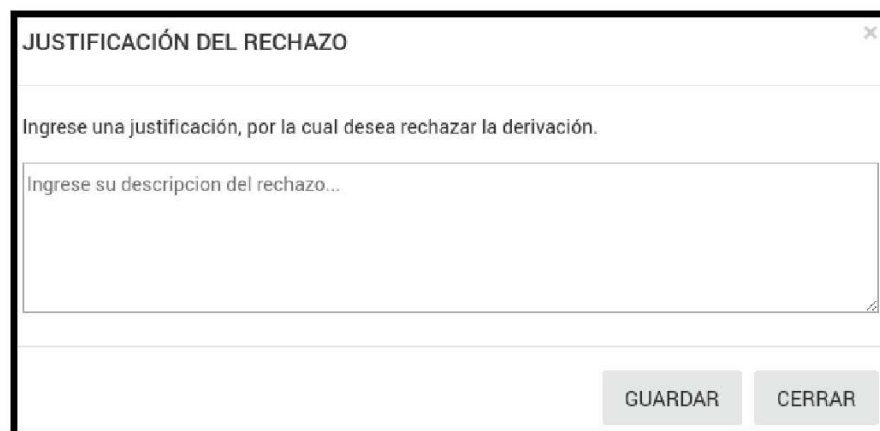 JUSTIFICACIÓN DEL RECHAZO
×
Ingrese una justificación, por la cual desea rechazar la derivación.
Ingrese su descripcion del rechazo...
GUARDAR CERRAR